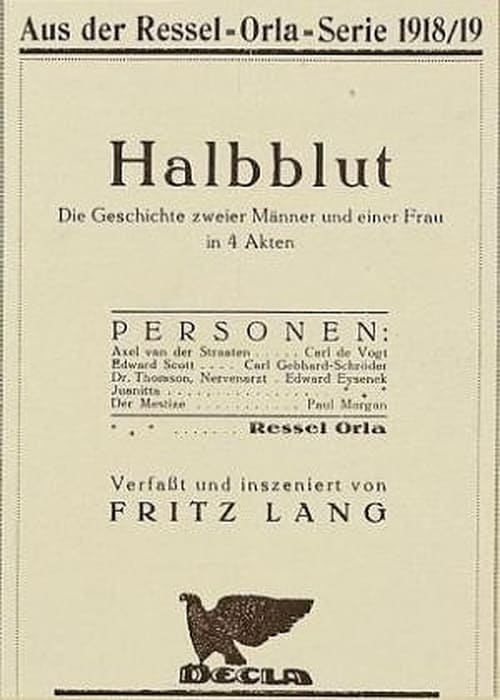 Aus der Ressel-Orla-Serie 1918/19
Halbblut
Die Geschichte zweier Männer und einer Frau
in 4 Akten
PERSONEN:
Axel van der Straaten . . . . . Carl de Vogt
Edward Scott . . . . Carl Gebhard-Schröder
Dr. Thomson, Nervenarzt . Edward Eysenek
Juanitta . . . . . . . . . . . . . . . . . *
Der Mestize . . . . . . . . . . . Paul Morgan
* * * . . . . . . . Ressel Orla
Verfaßt und inszeniert von
FRITZ LANG
DECLA